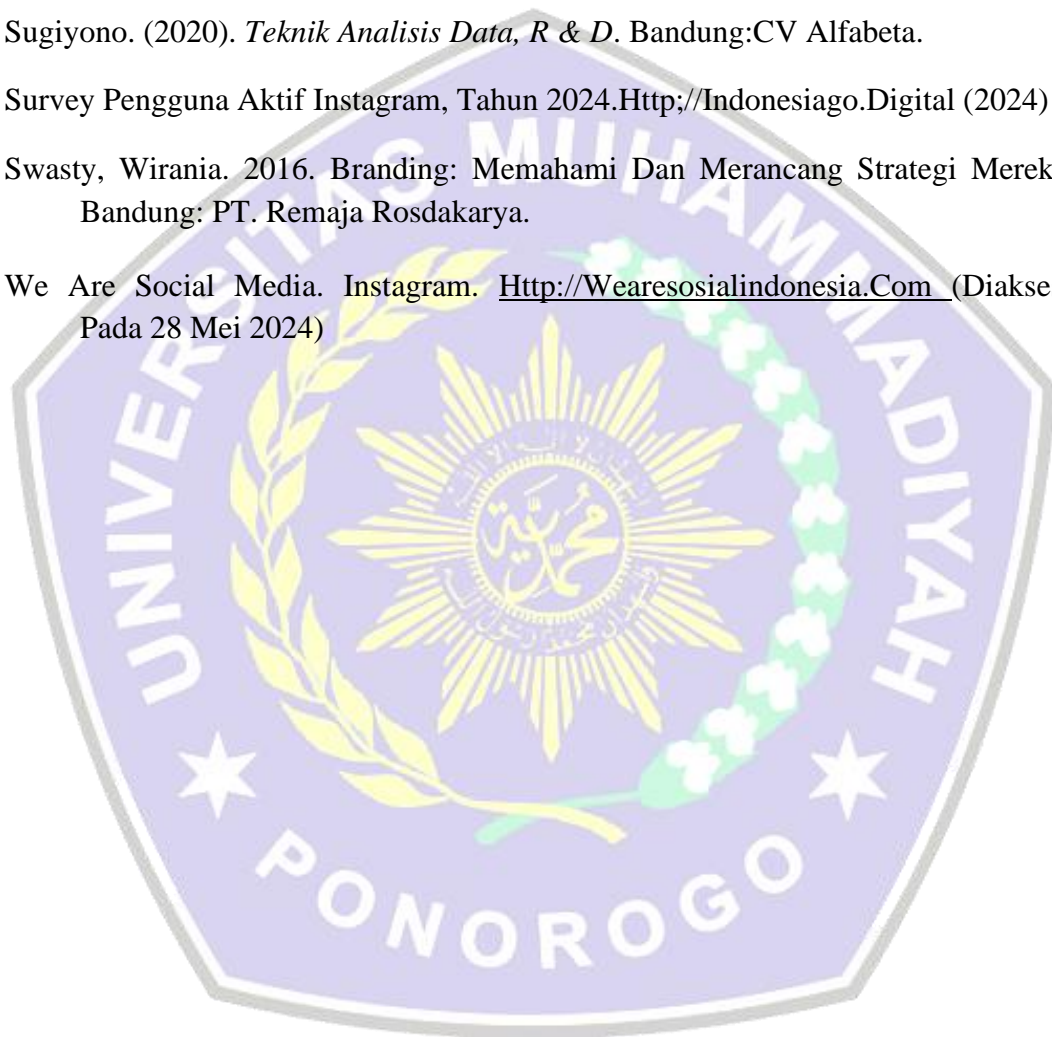 Sugiyono. (2020). Teknik Analisis Data, R & D. Bandung:CV Alfabeta.
Survey Pengguna Aktif Instagram, Tahun 2024.Http;//Indonesiago.Digital (2024)
Swasty, Wirania. 2016. Branding: Memahami Dan Merancang Strategi Merek
Bandung: PT. Remaja Rosdakarya.
We Are Social Media. Instagram. Http://Wearesosialindonesia.Com (Diakse
Pada 28 Mei 2024)
UNIVERSITAS MUHAMMADIYAH
PONOROGO